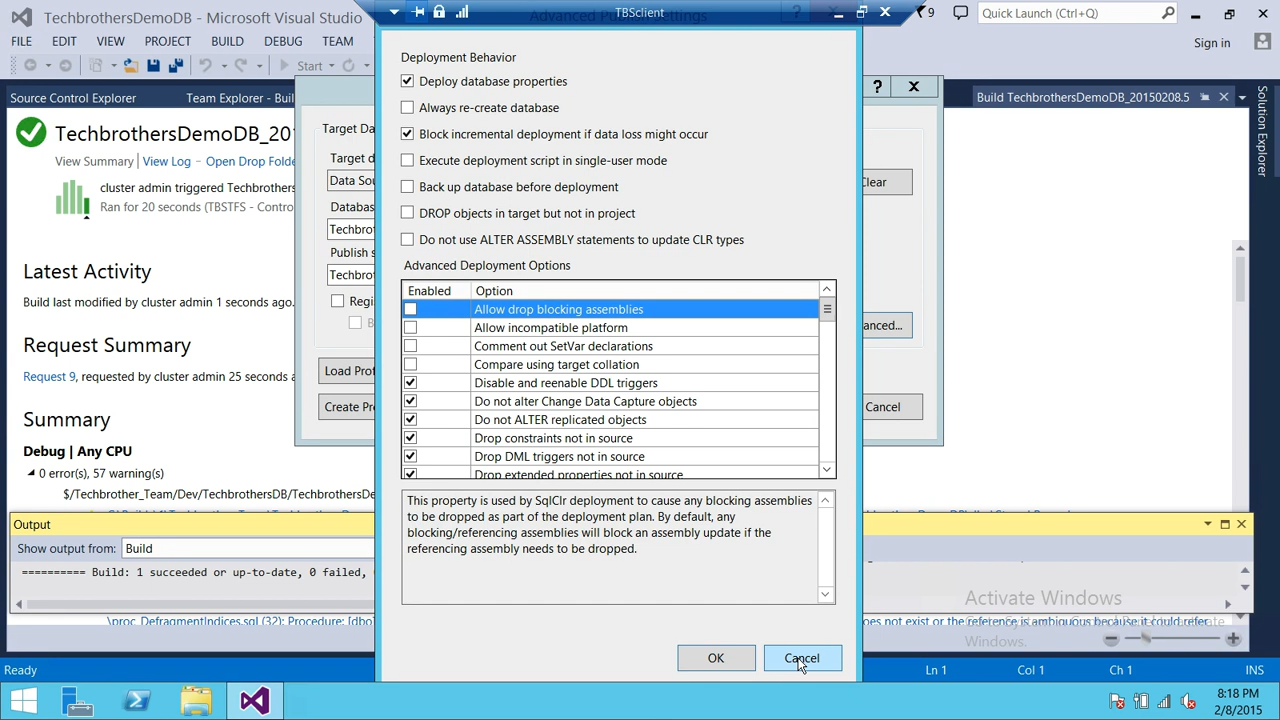 TechbrothersDemoDB - Microsoft Visual Studio
TBSclient
Advanced Publish Settings
9
Quick Launch (Ctrl+Q)
FILE EDIT VIEW PROJECT BUILD DEBUG TEAM
Sign in
Start
Source Control Explorer
Team Explorer - Buil
Build TechbrothersDemoDB_20150208.5
Solution Explorer
TechbrothersDemoDB_20
View Summary | View Log - Open Drop Folde
cluster admin triggered Techbrothers
Ran for 20 seconds (TBSTFS - Contro
Latest Activity
Build last modified by cluster admin 1 seconds ago.
Request Summary
Request 9, requested by cluster admin 25 seconds a
Summary
Debug | Any CPU
0 error(s), 57 warning(s)
$/Techbrother_Team/Dev/TechbrothersDB/TechbrothersDe
Target Da
Target d
Data Sou
Clear
Databas
Techbro
Publish s
Techbro
Regi
B
anced...
Load Prof
Create Pr
Cancel
Deployment Behavior
Deploy database properties
Always re-create database
Block incremental deployment if data loss might occur
Execute deployment script in single-user mode
Back up database before deployment
DROP objects in target but not in project
Do not use ALTER ASSEMBLY statements to update CLR types
Advanced Deployment Options
Enabled Option
Allow drop blocking assemblies
Allow incompatible platform
Comment out SetVar declarations
Compare using target collation
Disable and reenable DDL triggers
Do not alter Change Data Capture objects
Do not ALTER replicated objects
Drop constraints not in source
Drop DML triggers not in source
Drop extended properties not in source
This property is used by SqlClr deployment to cause any blocking assemblies
to be dropped as part of the deployment plan. By default, any
blocking/referencing assemblies will block an assembly update if the
referencing assembly needs to be dropped.
OK
Cancel
Output
Show output from: Build
========== Build: 1 succeeded or up-to-date, 0 failed,
\proc_DefragmentIndices.sql (32): Procedure: [dbo]
oes not exist or the reference is ambiguous because it could refer
Activate Windows
Windows.
Ready
Ln 1 Col 1 Ch 1 INS
8:18 PM
2/8/2015